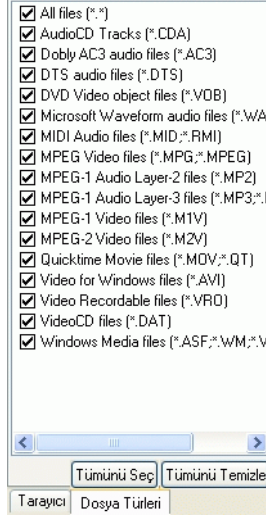 All files (*.*)
AudioCD Tracks (*.CDA)
Dobly AC3 audio files (*.AC3)
DTS audio files (*.DTS)
DVD Video object files (*.VOB)
Microsoft Waveform audio files (*.WA
MIDI Audio files (*.MID;*.RMI)
MPEG Video files (*.MPG;*.MPEG)
MPEG-1 Audio Layer-2 files (*.MP2)
MPEG-1 Audio Layer-3 files (*.MP3;*.
MPEG-1 Video files (*.M1V)
MPEG-2 Video files (*.M2V)
Quicktime Movie files (*.MOV;*.QT)
Video for Windows files (*.AVI)
Video Recordable files (*.VRO)
VideoCD files (*.DAT)
Windows Media files (*.ASF;*.WM;*.
Tümünü Seç Tümünü Temizle
Tarayıcı Dosya Türleri